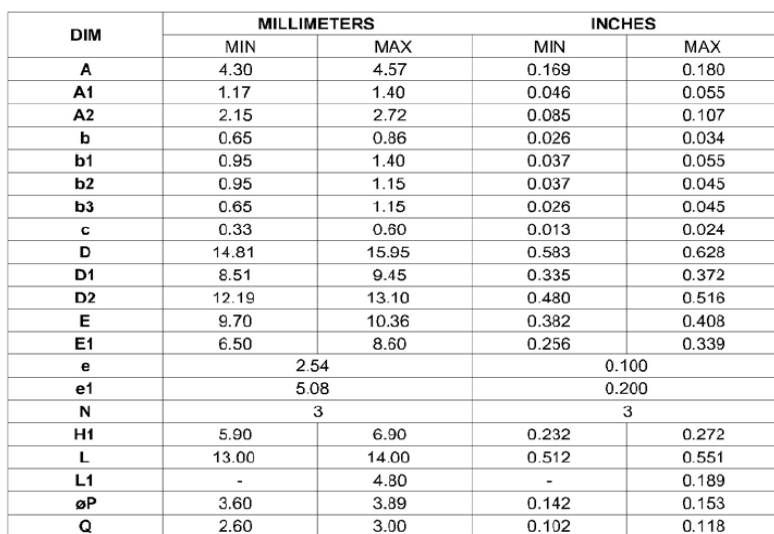 DIM MILLIMETERS INCHES
MIN MAX MIN MAX
A 4.30 4.57 0.169 0.180
A1 1.17 1.40 0.046 0.055
A2 2.15 2.72 0.085 0.107
b 0.65 0.86 0.026 0.034
b1 0.95 1.40 0.037 0.055
b2 0.95 1.15 0.037 0.045
b3 0.65 1.15 0.026 0.045
c 0.33 0.60 0.013 0.024
D 14.81 15.95 0.583 0.628
D1 8.51 9.45 0.335 0.372
D2 12.19 13.10 0.480 0.516
E 9.70 10.36 0.382 0.408
E1 6.50 8.60 0.256 0.339
e 2.54 0.100
e1 5.08 0.200
N 3 3
H1 5.90 6.90 0.232 0.272
L 13.00 14.00 0.512 0.551
L1 - 4.80 - 0.189
øP 3.60 3.89 0.142 0.153
Q 2.60 3.00 0.102 0.118